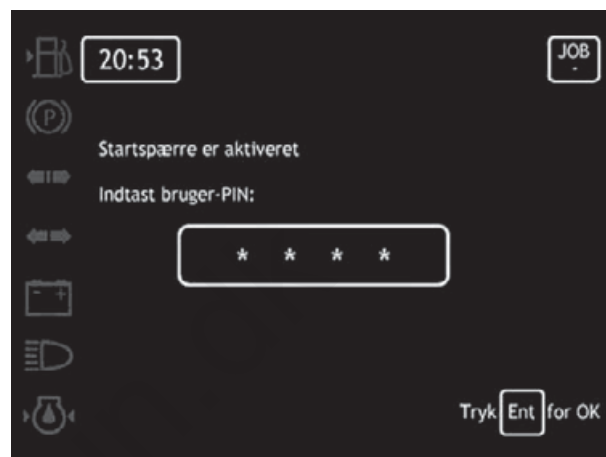 20:53
JOB
-
(P)
Startspærre er aktiveret
Indtast bruger-PIN:
* * * *
- +
Tryk Ent for OK